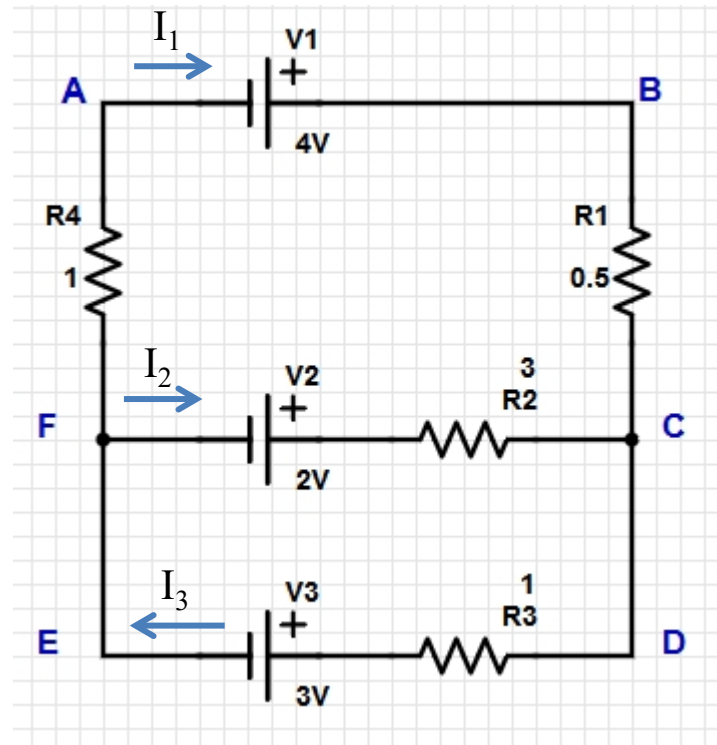 I₁
V1
+
A
B
4V
R4
R1
1
0.5
I₂
V2
3
+
R2
F
C
2V
I₃
V3
1
+
R3
E
D
3V